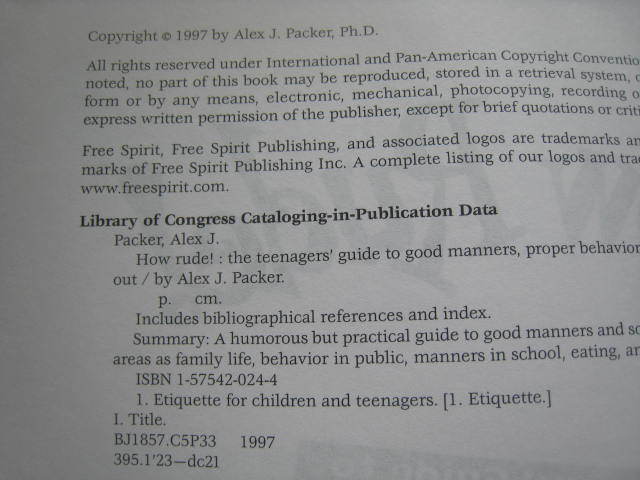 Copyright © 1997 by Alex J. Packer, Ph.D.
All rights reserved under International and Pan-American Copyright
noted, no part of this book may be reproduced, stored in a retrieval system,
form or by any means, electronic, mechanical, photocopying, recording
express written permission of the publisher, except for brief quotations or
Free Spirit, Free Spirit Publishing, and associated logos are trademarks
marks of Free Spirit Publishing Inc. A complete listing of our logos and
www.freespirit.com.
Library of Congress Cataloging-in-Publication Data
Packer, Alex J.
How rude! : the teenagers' guide to good manners, proper behavior
out / by Alex J. Packer.
p. cm.
Includes bibliographical references and index.
Summary: A humorous but practical guide to good manners and
areas as family life, behavior in public, manners in school, eating,
ISBN 1-57542-024-4
1. Etiquette for children and teenagers. [1. Etiquette.]
I. Title.
BJ1857.C5P33 1997
395.1'23—dc21